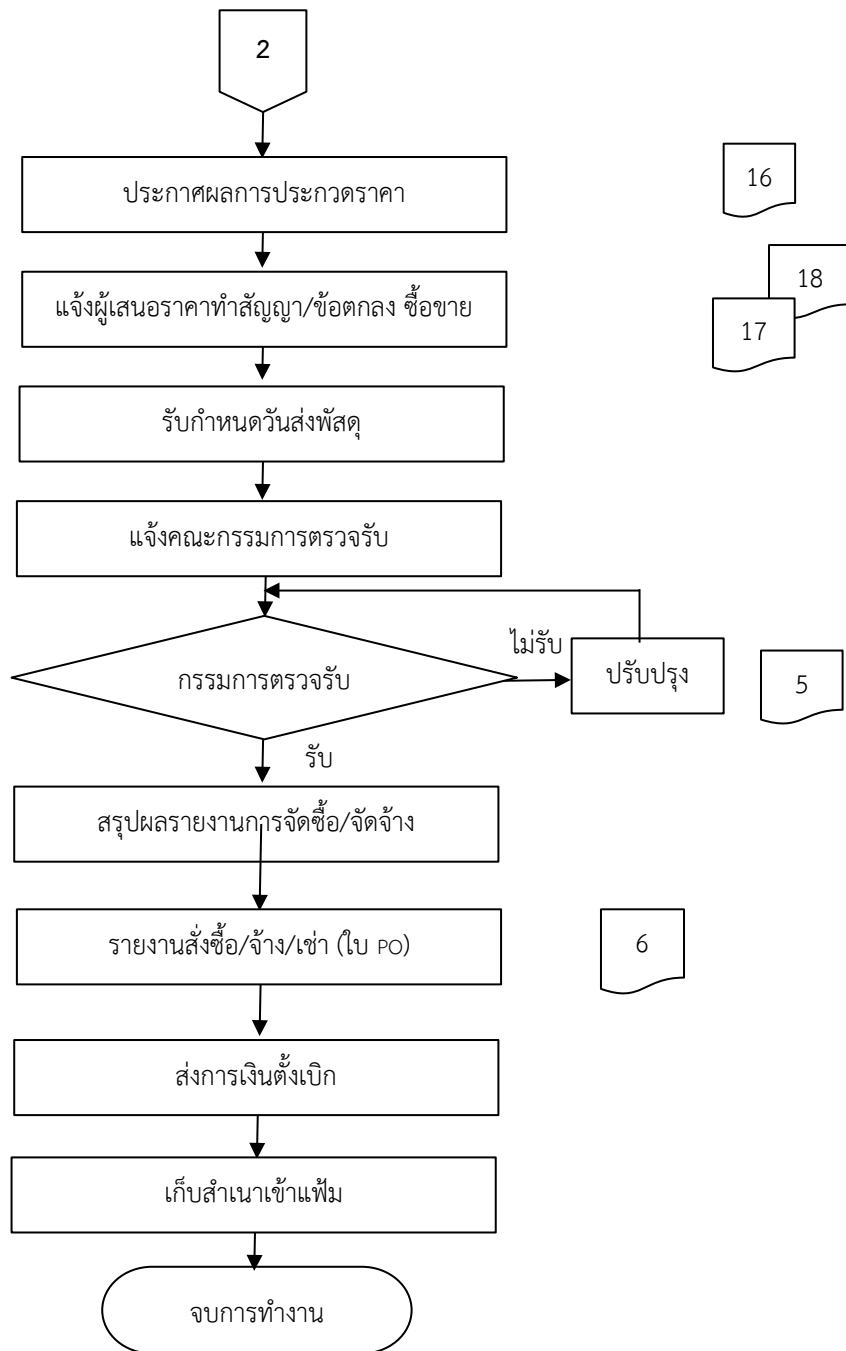 2
ประกาศผลการประกวดราคา
16
แจ้งผู้เสนอราคาทำสัญญา/ข้อตกลง ซื้อขาย
18
17
รับกำหนดวันส่งพัสดุ
แจ้งคณะกรรมการตรวจรับ
กรรมการตรวจรับ
ไม่รับ
ปรับปรุง
5
รับ
สรุปผลรายงานการจัดซื้อ/จัดจ้าง
รายงานสั่งซื้อ/จ้าง/เช่า (ใบ PO)
6
ส่งการเงินตั้งเบิก
เก็บสำเนาเข้าแฟ้ม
จบการทำงาน